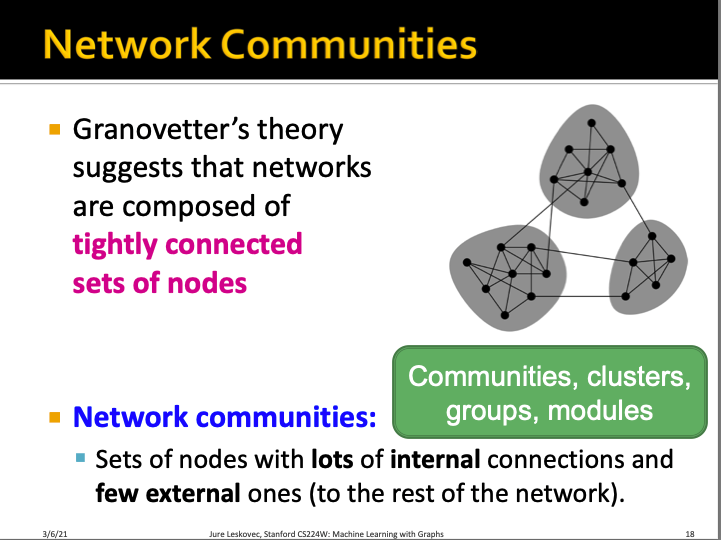 Network Communities
Granovetter’s theory
suggests that networks
are composed of
tightly connected
sets of nodes
Communities, clusters,
groups, modules
Network communities:
Sets of nodes with lots of internal connections and
few external ones (to the rest of the network).
3/6/21
Jure Leskovec, Stanford CS224W: Machine Learning with Graphs
18